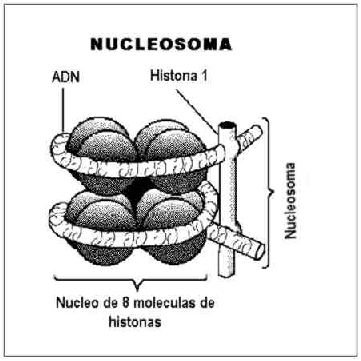 NUCLEOSOMA
ADN
Histona 1
Nucleosoma
Nucleo de 8 moleculas de
histonas